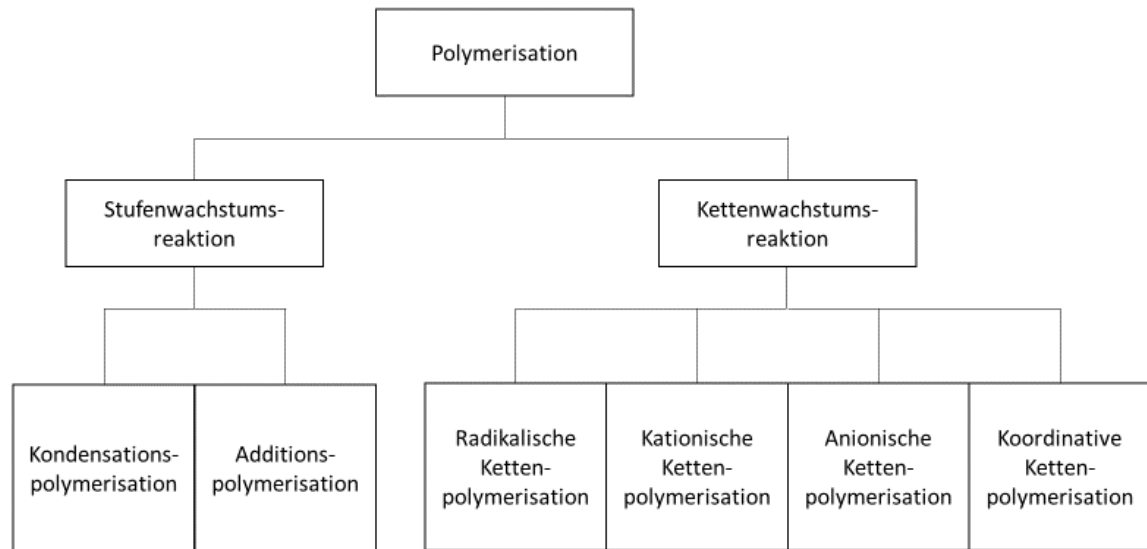 Polymerisation
Stufenwachstums-
reaktion
Kettenwachstums-
reaktion
Kondensations-
polymerisation
Additions-
polymerisation
Radikalische
Ketten-
polymerisation
Kationische
Ketten-
polymerisation
Anionische
Ketten-
polymerisation
Koordinative
Ketten-
polymerisation